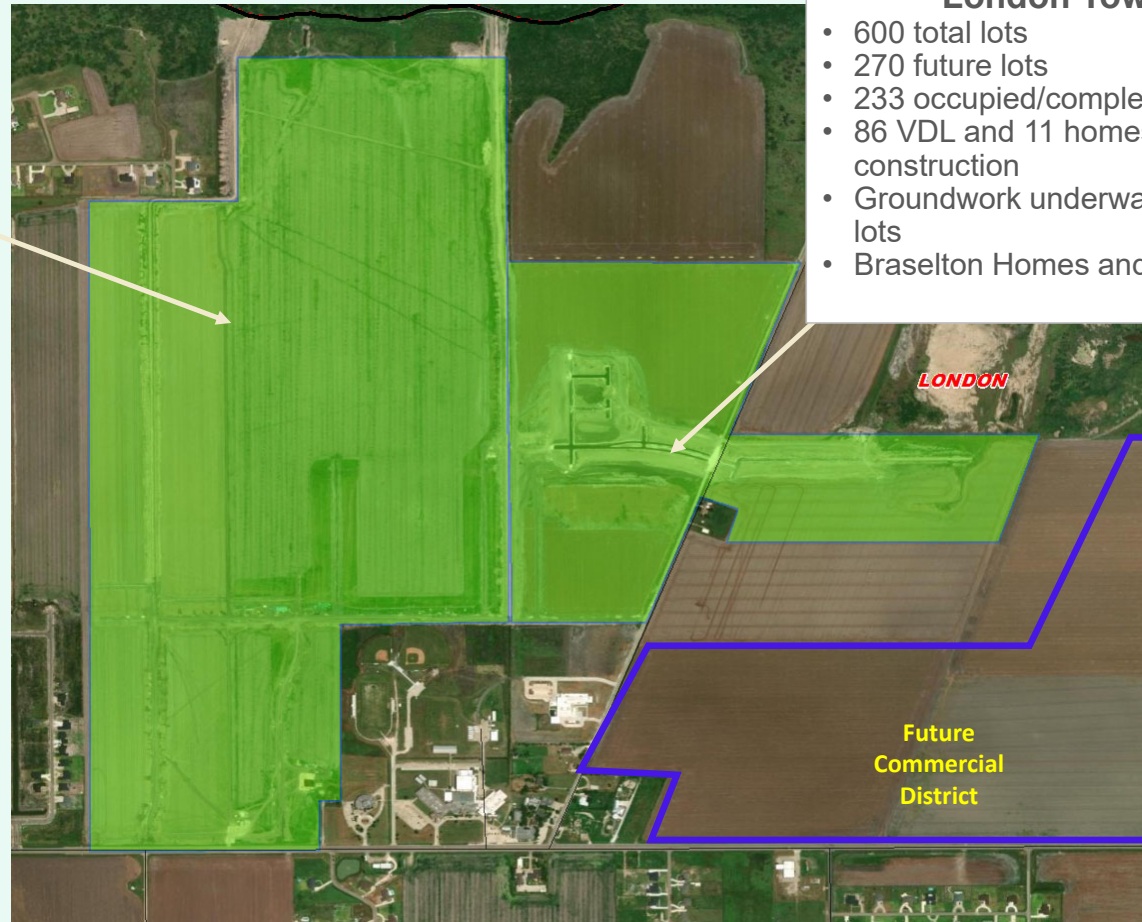 London Tow
• 600 total lots
• 270 future lots
• 233 occupied/comple
• 86 VDL and 11 home
construction
• Groundwork underwa
lots
• Braselton Homes and
LONDON
Future
Commercial
District